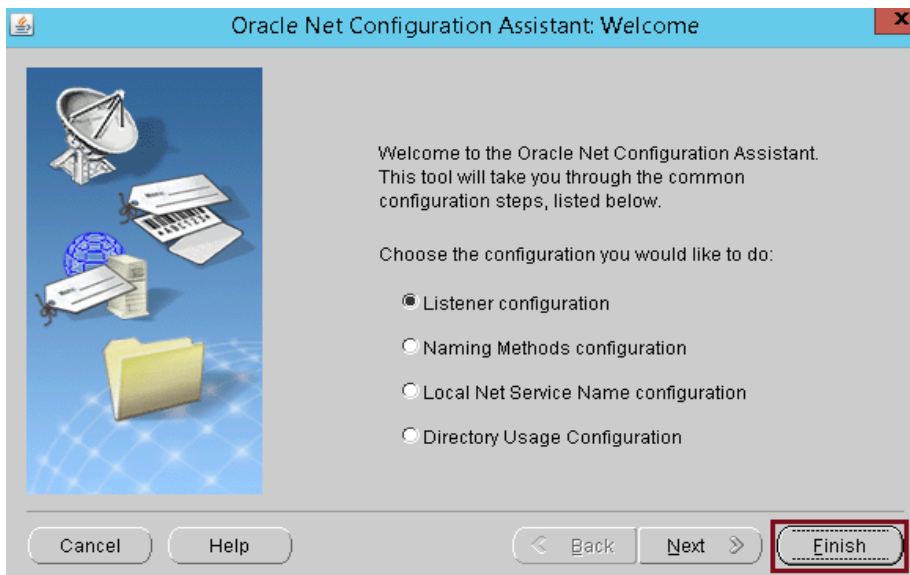 Oracle Net Configuration Assistant: Welcome
X
Welcome to the Oracle Net Configuration Assistant.
This tool will take you through the common
configuration steps, listed below.
Choose the configuration you would like to do:
Listener configuration
Naming Methods configuration
Local Net Service Name configuration
Directory Usage Configuration
Cancel
Help
Back
Next
Finish